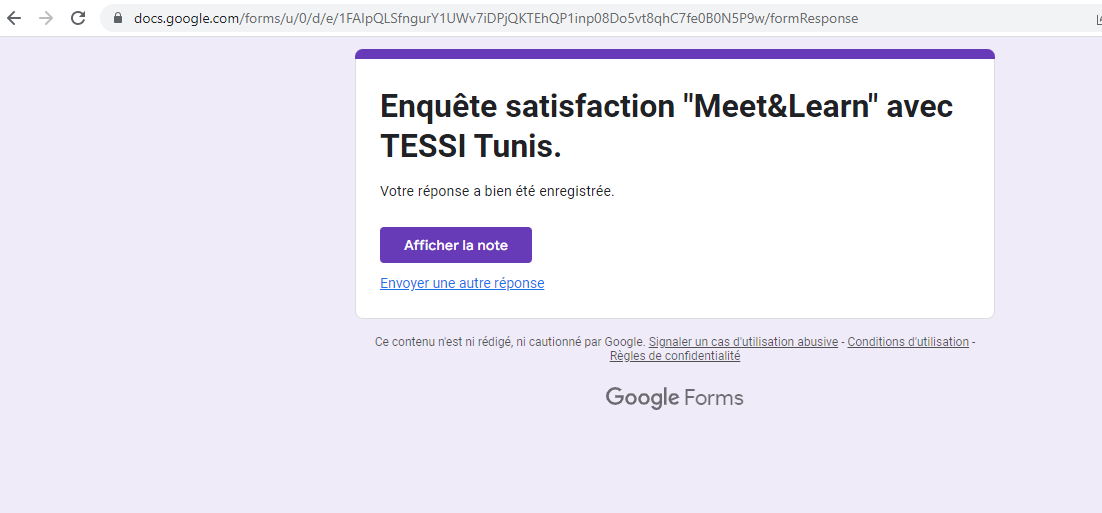 docs.google.com/forms/u/0/d/e/1FAIpQLSfngurY1UWv7iDPjQKTEhQP1inp08Do5vt8qhC7fe0B0N5P9w/formResponse
Enquête satisfaction "Meet&Learn" avec
TESSI Tunis.
Votre réponse a bien été enregistrée.
Afficher la note
Envoyer une autre réponse
Ce contenu n'est ni rédigé, ni cautionné par Google. Signaler un cas d'utilisation abusive - Conditions d'utilisation -
Règles de confidentialité
Google Forms